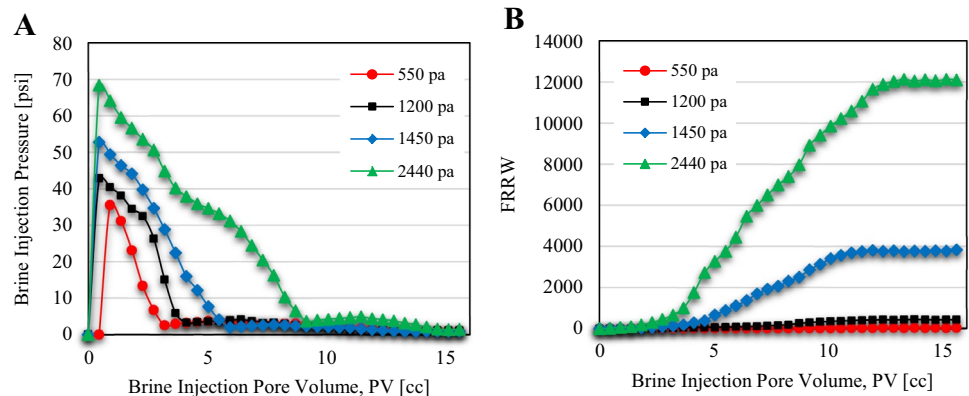 A
80
70
60
50
40
30
20
10
0
Brine Injection Pressure [psi]
550 pa
1200 pa
1450 pa
2440 pa
0
5
10
15
Brine Injection Pore Volume, PV [cc]
B
14000
12000
10000
8000
6000
4000
2000
0
FRRW
550 pa
1200 pa
1450 pa
2440 pa
0
5
10
15
Brine Injection Pore Volume, PV [cc]